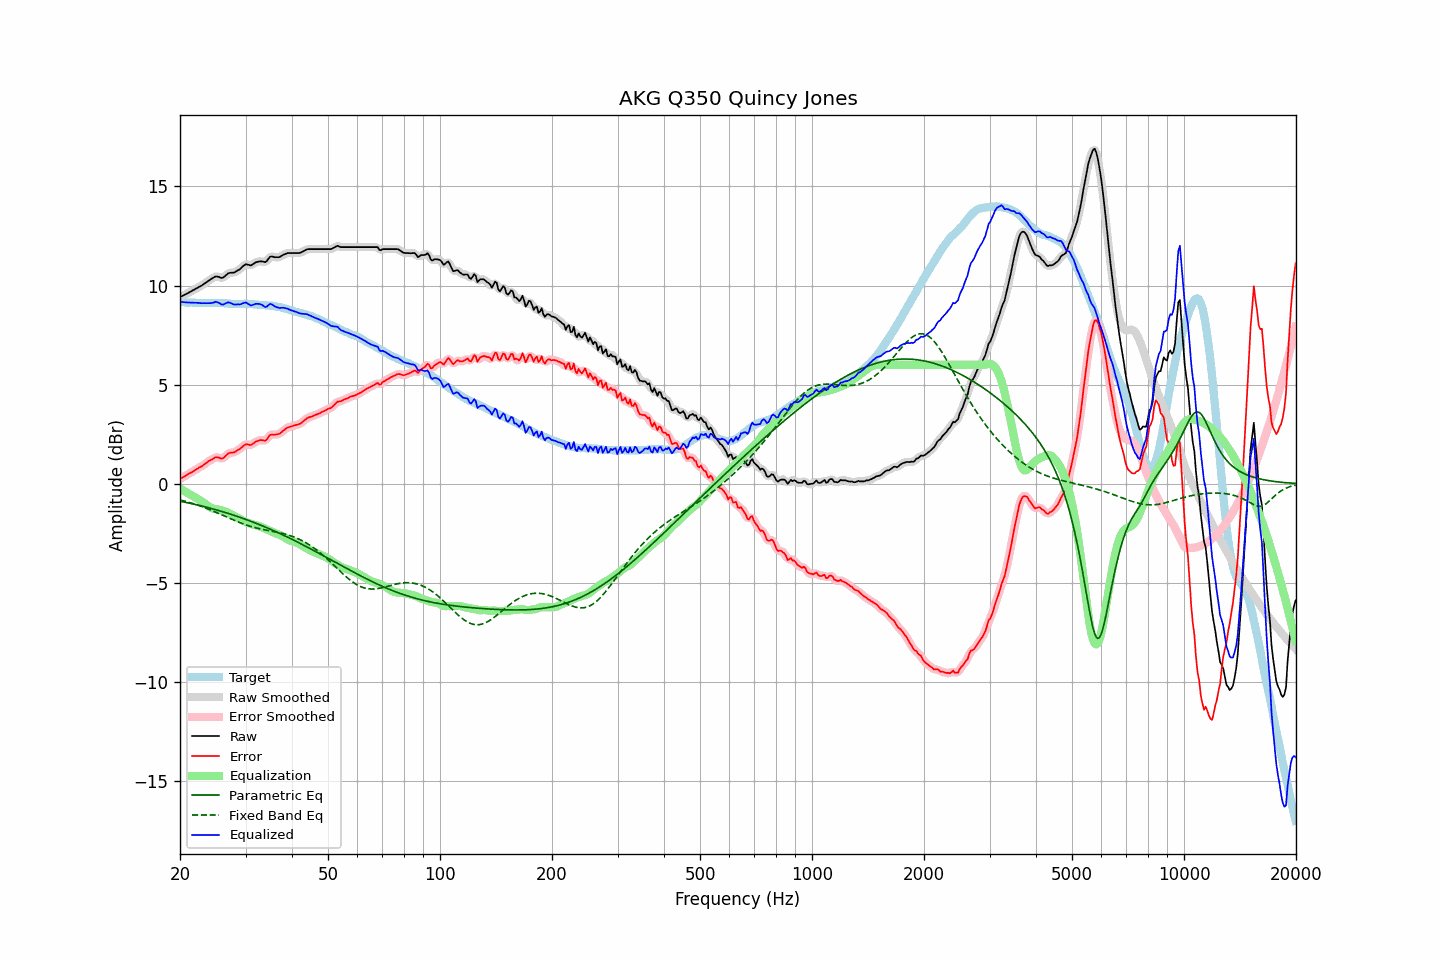 AKG Q350 Quincy Jones
Amplitude (dBr)
15
10
5
0
−5
−10
−15
Target
Raw Smoothed
Error Smoothed
Raw
Error
Equalization
Parametric Eq
Fixed Band Eq
Equalized
20 50 100 200 500 1000 2000 5000 10000 20000
Frequency (Hz)